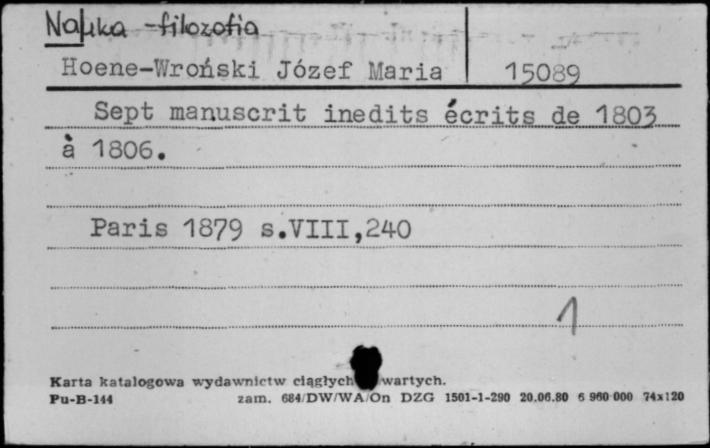 Nauka - filozofia
Hoene-Wroński Józef Maria 15089
Sept manuscrit inedits écrits de 1803
à 1806.
Paris 1879 s.VIII,240
1
Karta katalogowa wydawnictw ciągłych wartych.
Pu-B-144 zam. 684/DW/WA/On DZG 1501-1-290 20.06.80 6 960 000 74x120